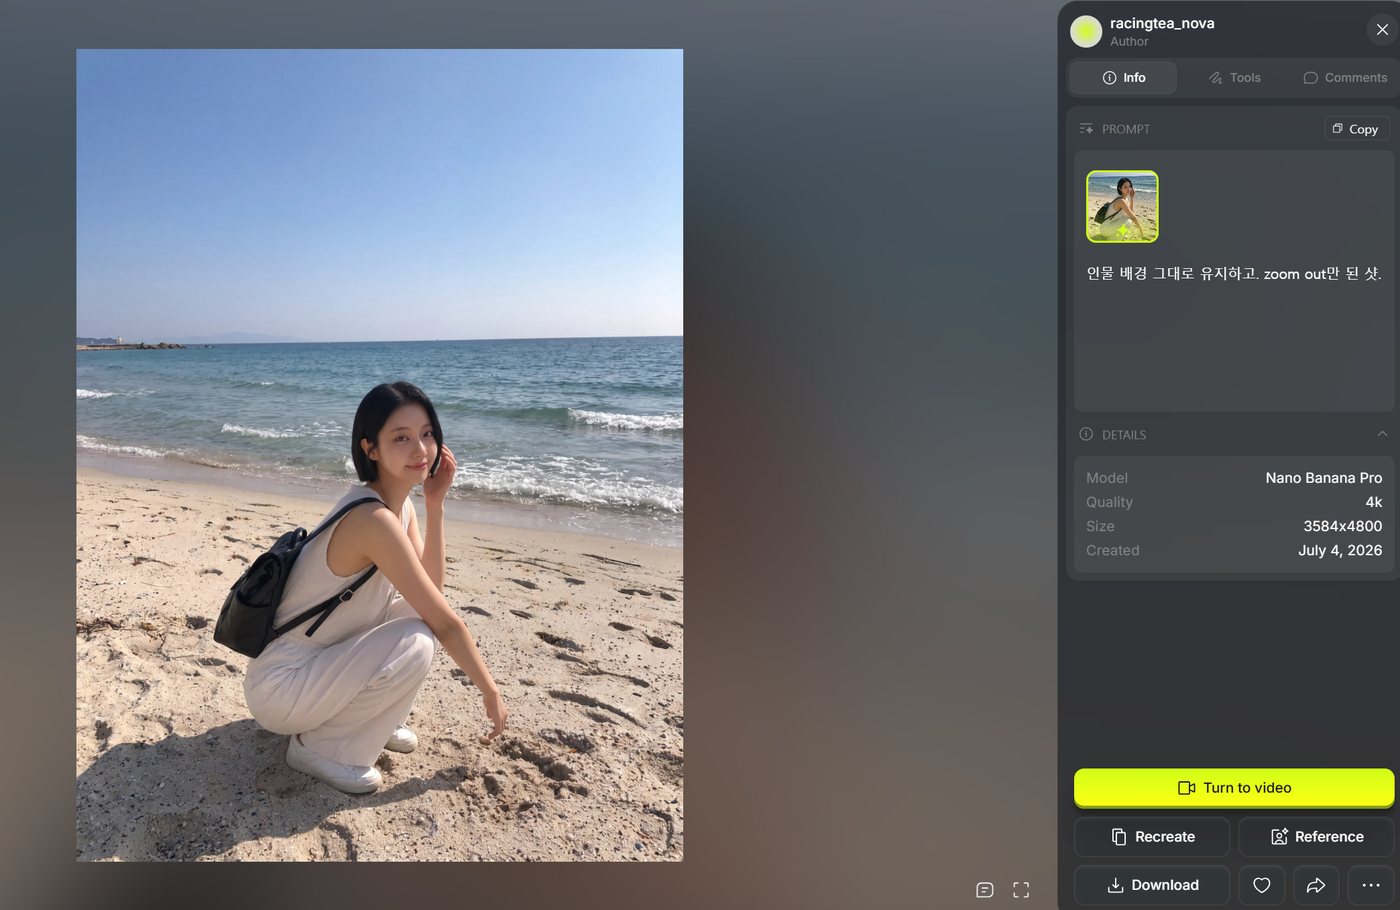 racingtea_nova
Author
Info
Tools
Comments
PROMPT
Copy
인물 배경 그대로 유지하고. zoom out만 된 샷.
DETAILS
Model Nano Banana Pro
Quality 4k
Size 3584x4800
Created July 4, 2026
Turn to video
Recreate
Reference
Download